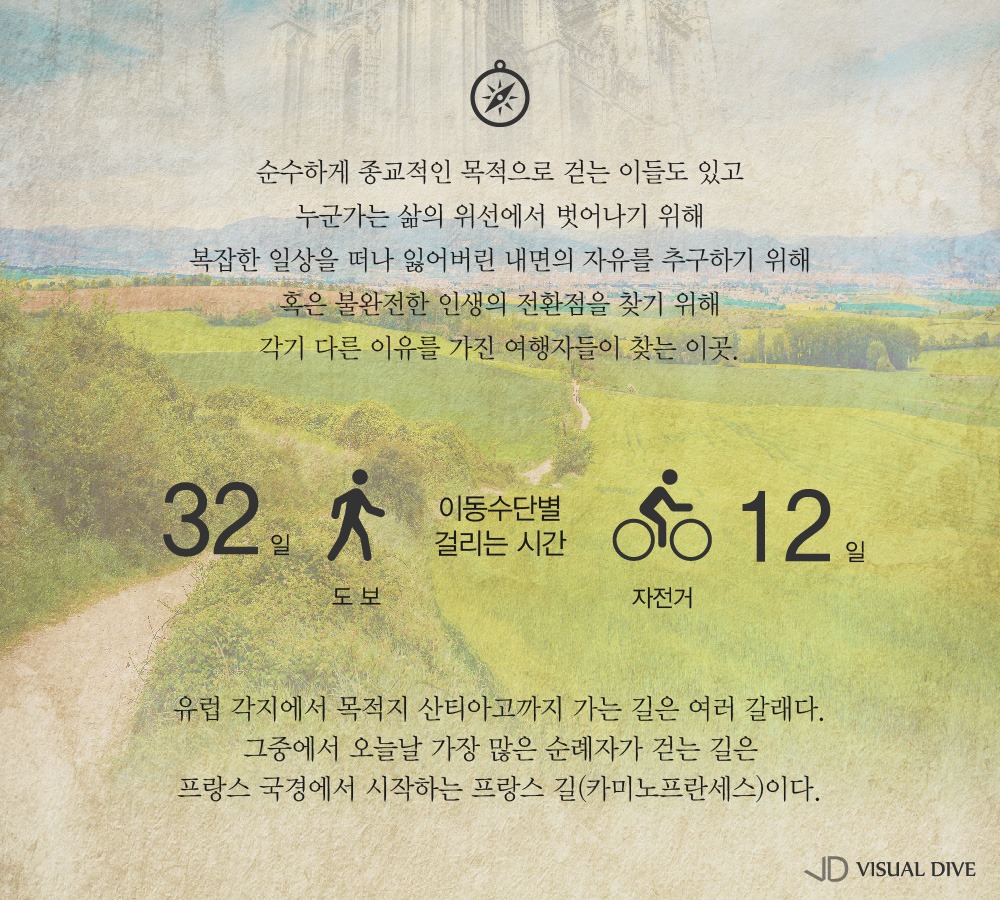 순수하게 종교적인 목적으로 걷는 이들도 있고
누군가는 삶의 위선에서 벗어나기 위해
복잡한 일상을 떠나 잃어버린 내면의 자유를 추구하기 위해
혹은 불완전한 인생의 전환점을 찾기 위해
각기 다른 이유를 가진 여행자들이 찾는 이곳.
32 일
도 보
이동수단별
걸리는 시간
12 일
자전거
유럽 각지에서 목적지 산티아고까지 가는 길은 여러 갈래다.
그중에서 오늘날 가장 많은 순례자가 걷는 길은
프랑스 국경에서 시작하는 프랑스 길(카미노프란세스)이다.
VD VISUAL DIVE